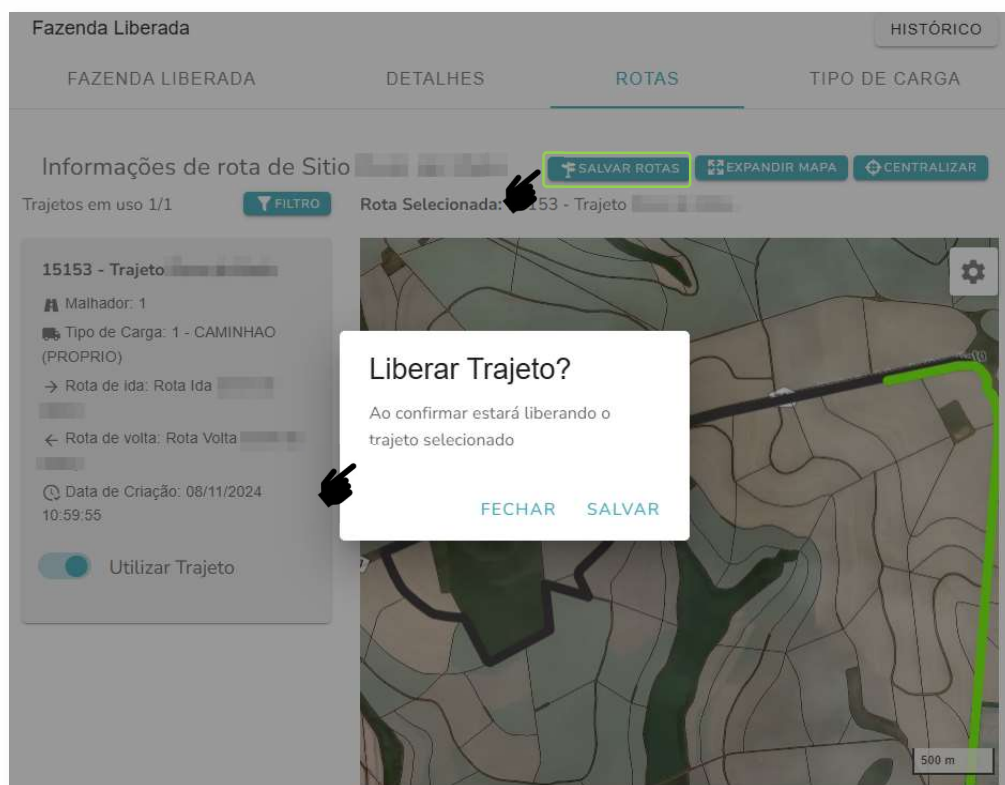 Fazenda Liberada
HISTÓRICO
FAZENDA LIBERADA
DETALHES
ROTAS
TIPO DE CARGA
Informações de rota de Sitio
SALVAR ROTAS
EXPANDIR MAPA
CENTRALIZAR
Trajetos em uso 1/1
FILTRO
Rota Selecionada: 153 - Trajeto
15153 - Trajeto
Malhador: 1
Tipo de Carga: 1 - CAMINHAO
(PROPRIO)
→ Rota de ida: Rota Ida
← Rota de volta: Rota Volta
Data de Criação: 08/11/2024
10:59:55
Utilizar Trajeto
Liberar Trajeto?
Ao confirmar estará liberando o
trajeto selecionado
FECHAR
SALVAR
500 m